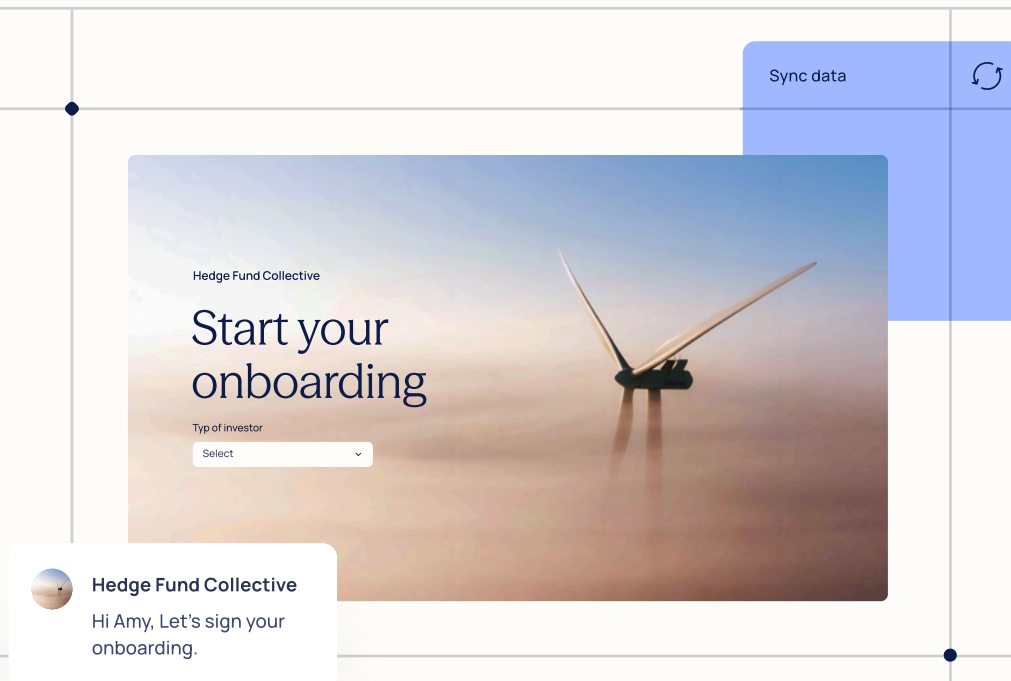 Sync data
Hedge Fund Collective
Start your
onboarding
Typ of investor
Select
Hedge Fund Collective
Hi Amy, Let’s sign your
onboarding.